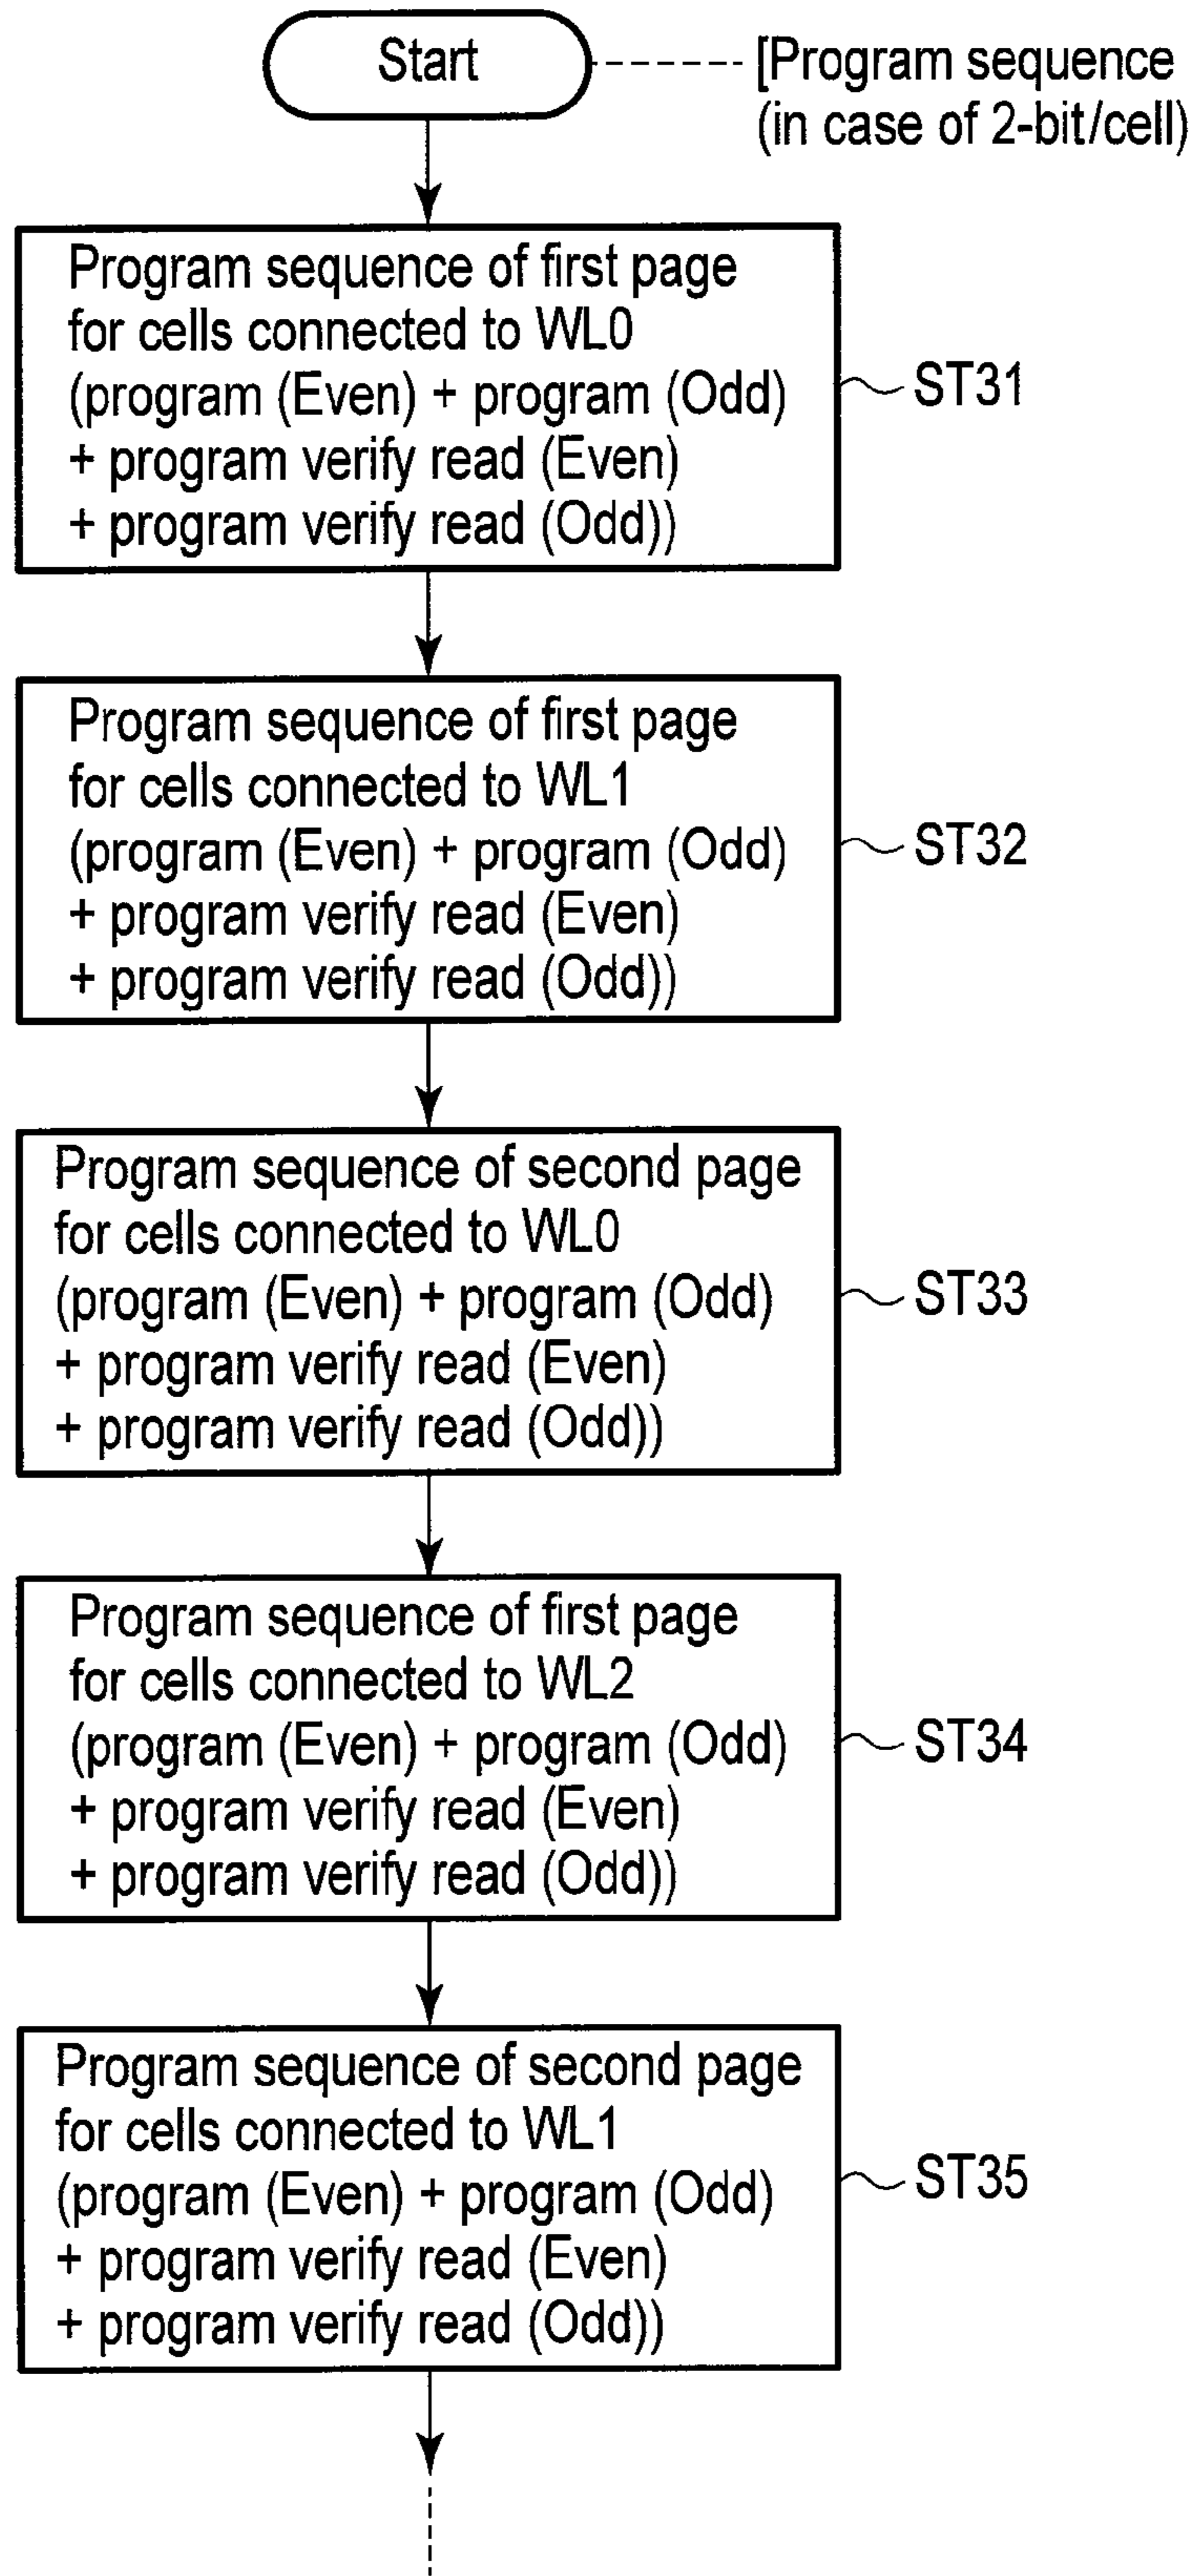 Start
[Program sequence
(in case of 2-bit/cell)
Program sequence of first page
for cells connected to WL0
(program (Even) + program (Odd)
+ program verify read (Even)
+ program verify read (Odd))
ST31
Program sequence of first page
for cells connected to WL1
(program (Even) + program (Odd)
+ program verify read (Even)
+ program verify read (Odd))
ST32
Program sequence of second page
for cells connected to WL0
(program (Even) + program (Odd)
+ program verify read (Even)
+ program verify read (Odd))
ST33
Program sequence of first page
for cells connected to WL2
(program (Even) + program (Odd)
+ program verify read (Even)
+ program verify read (Odd))
ST34
Program sequence of second page
for cells connected to WL1
(program (Even) + program (Odd)
+ program verify read (Even)
+ program verify read (Odd))
ST35